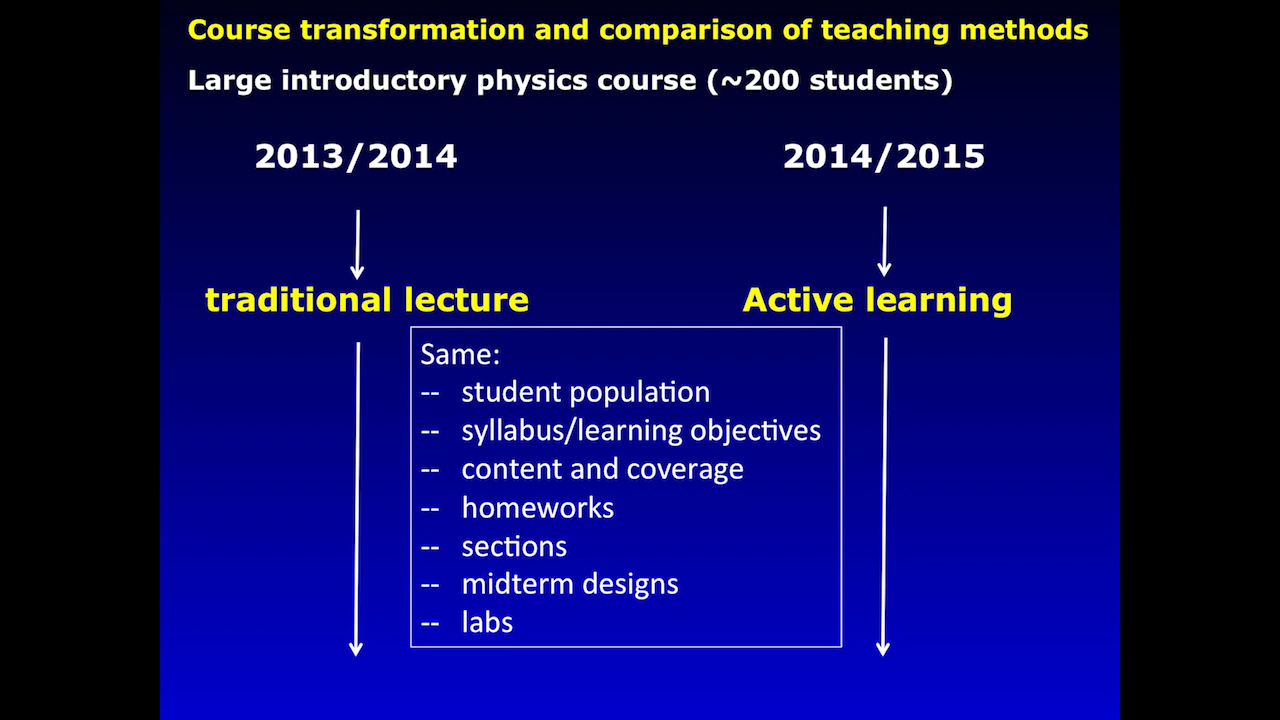 Course transformation and comparison of teaching methods
Large introductory physics course (~200 students)
2013/2014
2014/2015
traditional lecture
Active learning
Same:
-- student population
-- syllabus/learning objectives
-- content and coverage
-- homeworks
-- sections
-- midterm designs
-- labs